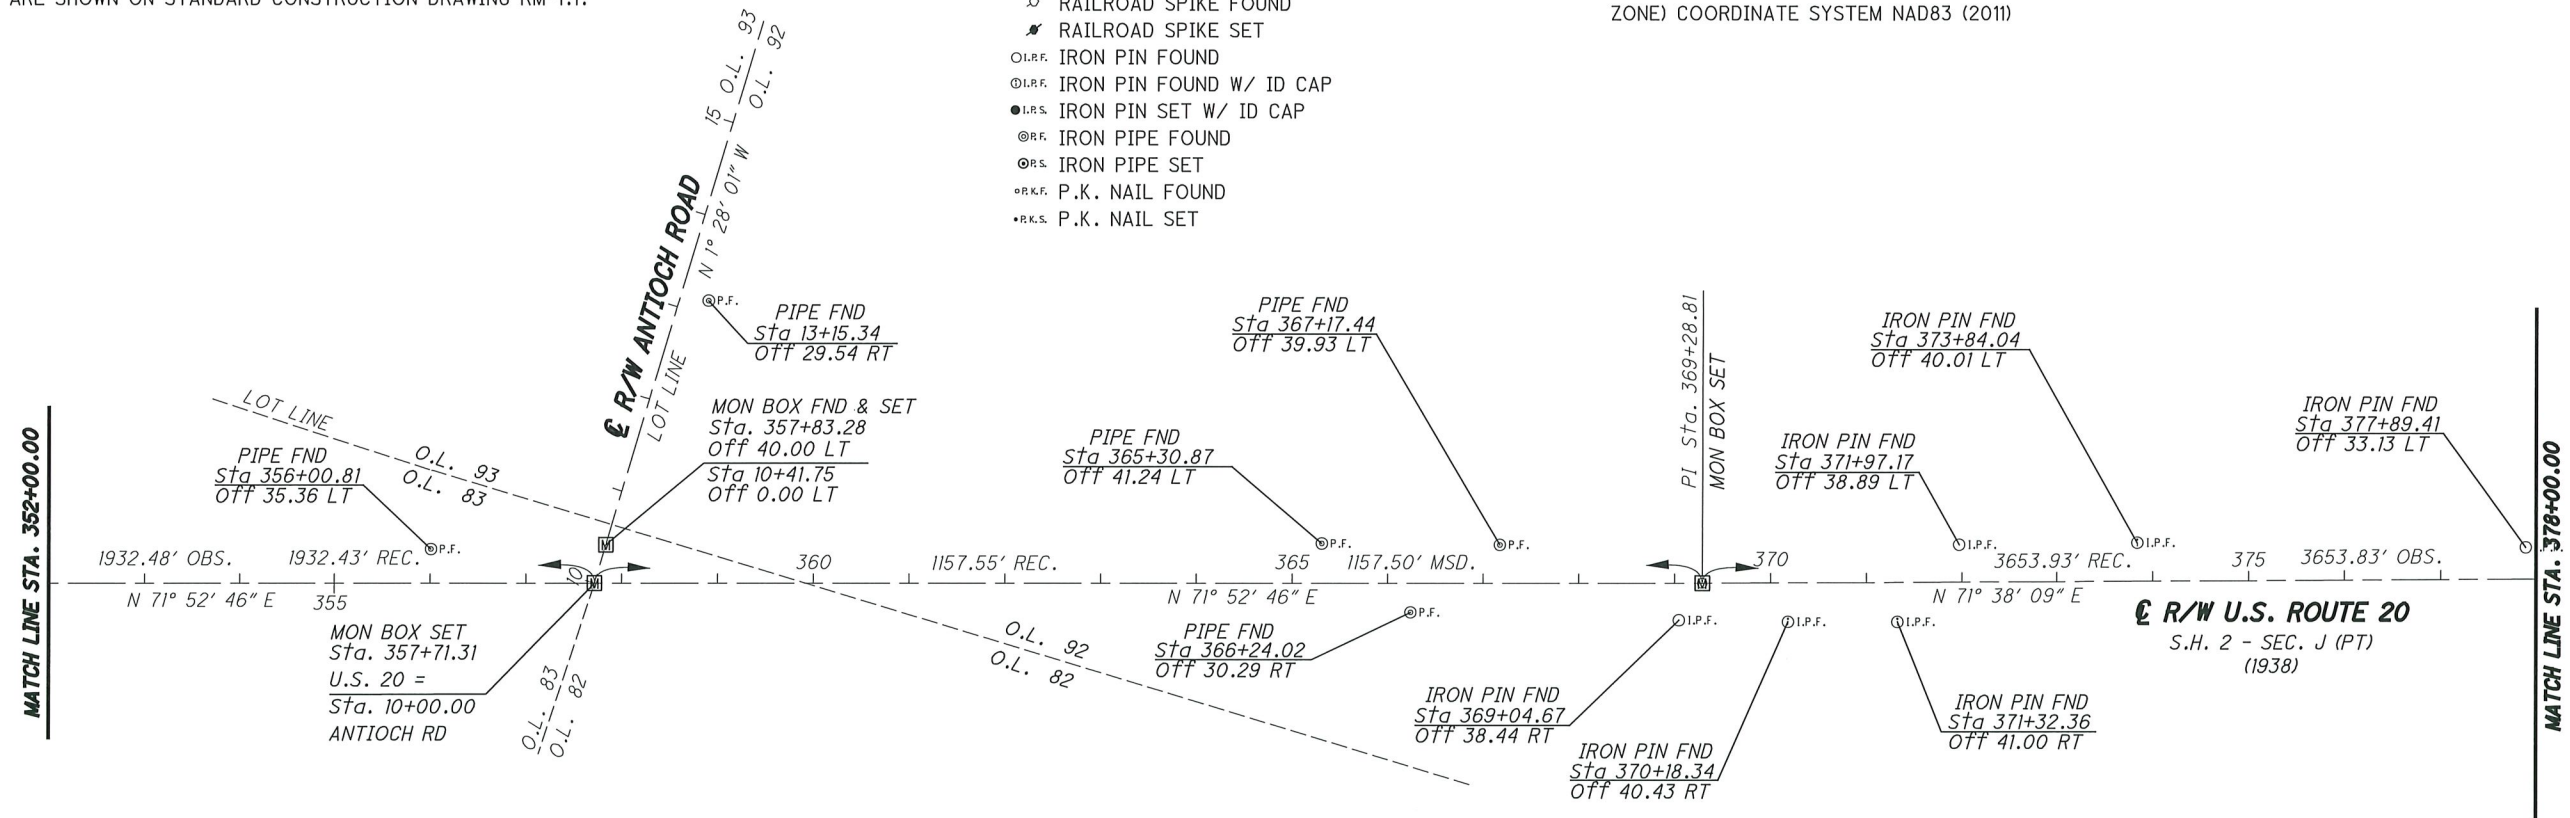 ARE SHOWN ON STANDARD CONSTRUCTION DRAWING RM-1.1.
RAILROAD SPIKE FOUND
RAILROAD SPIKE SET
I.P.F. IRON PIN FOUND
I.P.F. IRON PIN FOUND W/ ID CAP
I.P.S. IRON PIN SET W/ ID CAP
P.F. IRON PIPE FOUND
P.S. IRON PIPE SET
P.K.F. P.K. NAIL FOUND
P.K.S. P.K. NAIL SET
ZONE) COORDINATE SYSTEM NAD83 (2011)
O.L. 93
O.L. 92
15
N 1° 28' 01" W
℄ R/W ANTIOCH ROAD
LOT LINE
P.F.
PIPE FND
Sta 13+15.34
Off 29.54 RT
MON BOX FND & SET
Sta. 357+83.28
Off 40.00 LT
Sta 10+41.75
Off 0.00 LT
M
MATCH LINE STA. 352+00.00
LOT LINE
O.L. 93
O.L. 83
PIPE FND
Sta 356+00.81
Off 35.36 LT
P.F.
1932.48' OBS.
1932.43' REC.
N 71° 52' 46" E
355
10
M
MON BOX SET
Sta. 357+71.31
U.S. 20 =
Sta. 10+00.00
ANTIOCH RD
O.L. 83
O.L. 82
360
1157.55' REC.
365
1157.50' MSD.
N 71° 52' 46" E
O.L. 92
O.L. 82
PIPE FND
Sta 365+30.87
Off 41.24 LT
P.F.
PIPE FND
Sta 367+17.44
Off 39.93 LT
P.F.
PIPE FND
Sta 366+24.02
Off 30.29 RT
P.F.
PI Sta. 369+28.81
MON BOX SET
M
370
IRON PIN FND
Sta 369+04.67
Off 38.44 RT
I.P.F.
IRON PIN FND
Sta 370+18.34
Off 40.43 RT
I.P.F.
IRON PIN FND
Sta 371+32.36
Off 41.00 RT
I.P.F.
IRON PIN FND
Sta 371+97.17
Off 38.89 LT
I.P.F.
IRON PIN FND
Sta 373+84.04
Off 40.01 LT
I.P.F.
IRON PIN FND
Sta 377+89.41
Off 33.13 LT
3653.93' REC.
375
3653.83' OBS.
N 71° 38' 09" E
℄ R/W U.S. ROUTE 20
S.H. 2 - SEC. J (PT)
(1938)
MATCH LINE STA. 378+00.00